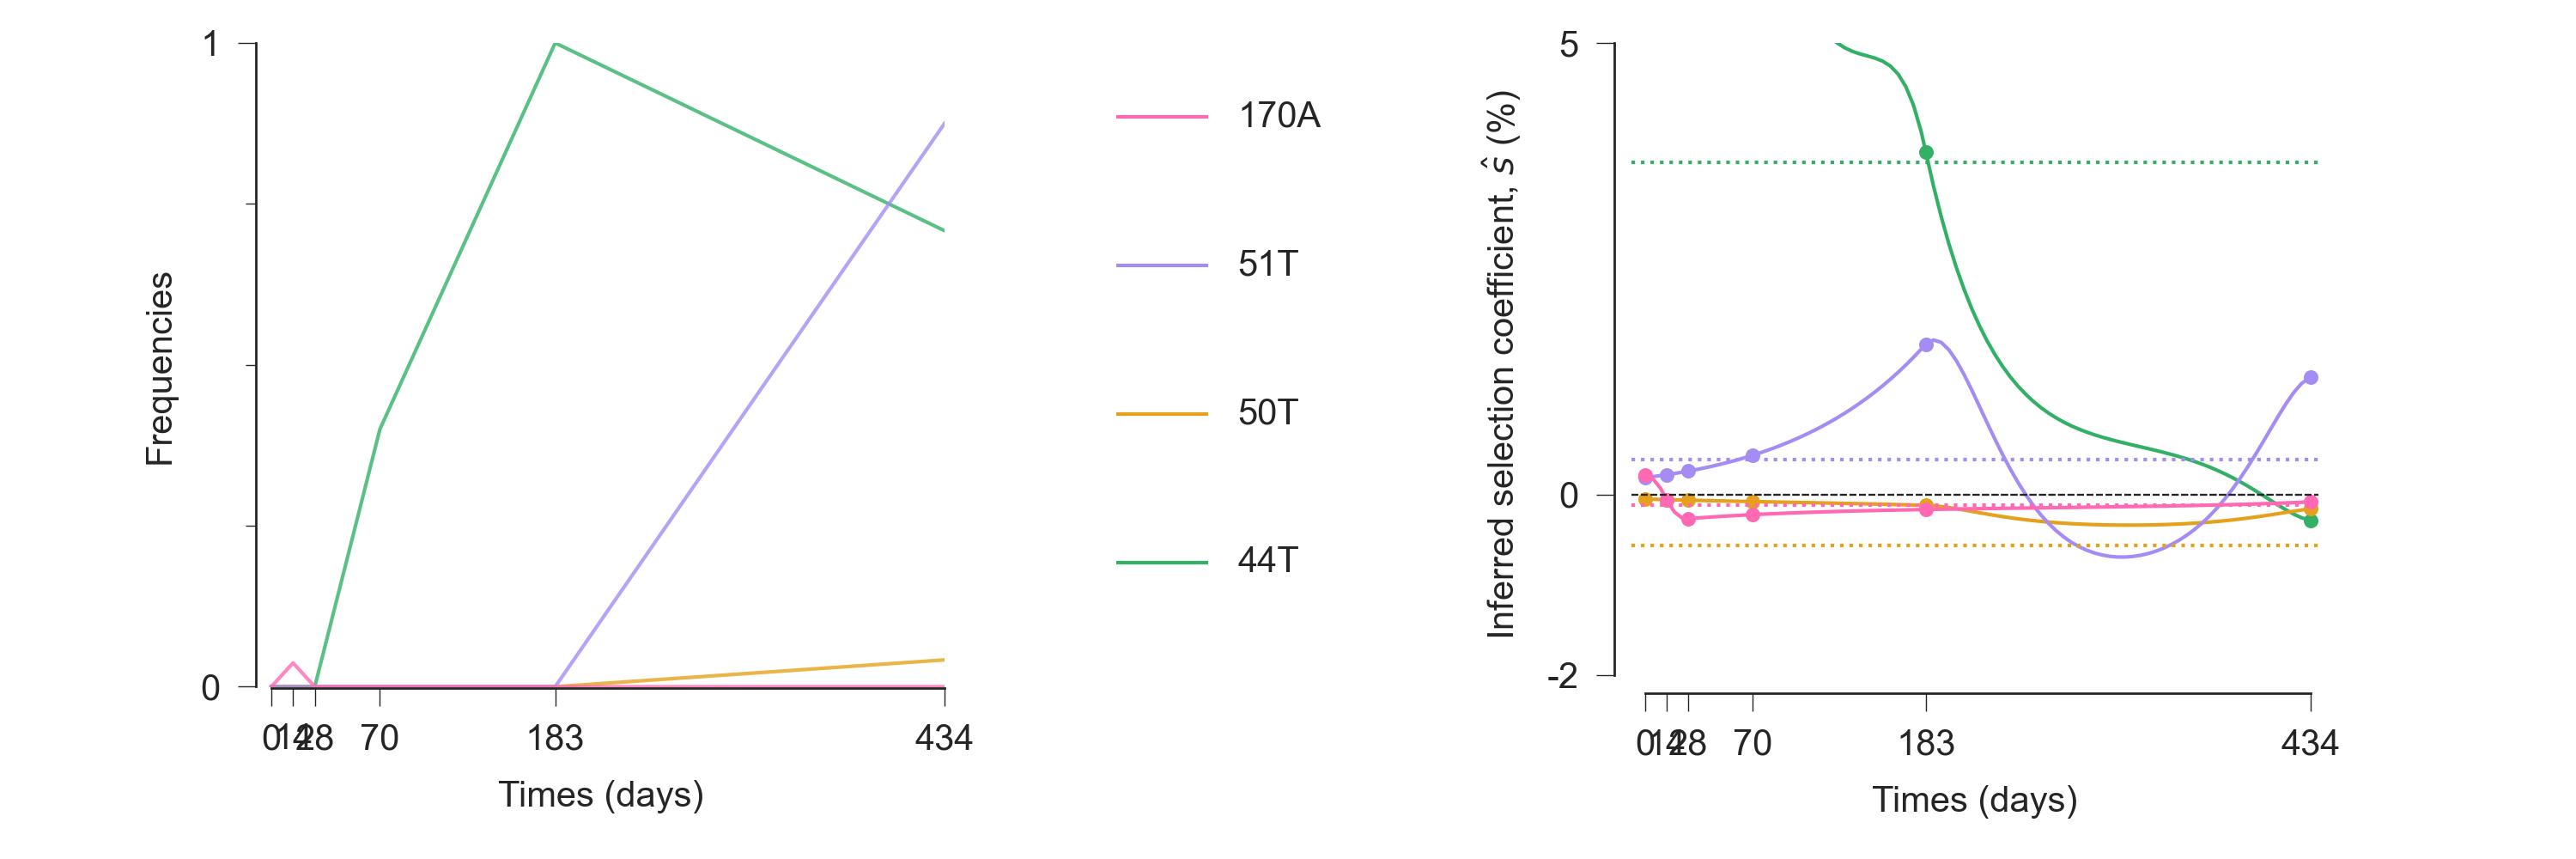 1
0
Frequencies
0 14 28 70 183 434
Times (days)
170A
51T
50T
44T
5
0
-2
Inferred selection coefficient, ŝ (%)
0 14 28 70 183 434
Times (days)